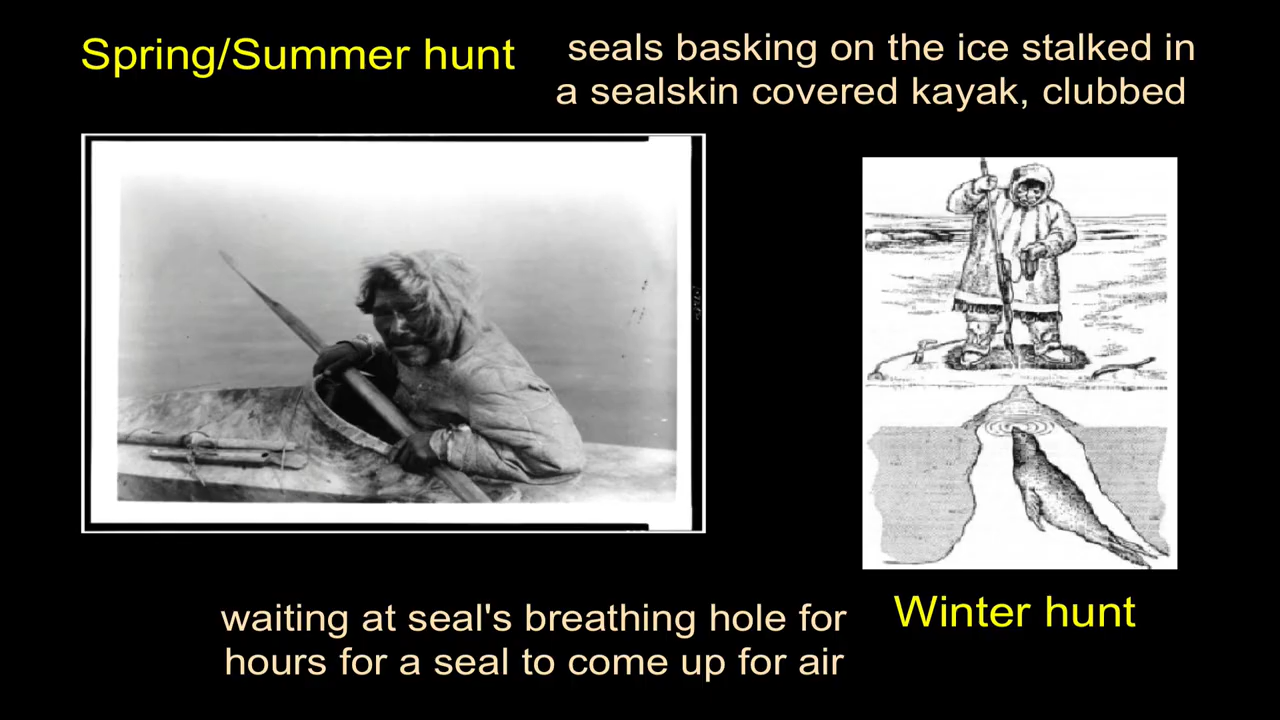 Spring/Summer hunt
seals basking on the ice stalked in
a sealskin covered kayak, clubbed
waiting at seal's breathing hole for
hours for a seal to come up for air
Winter hunt